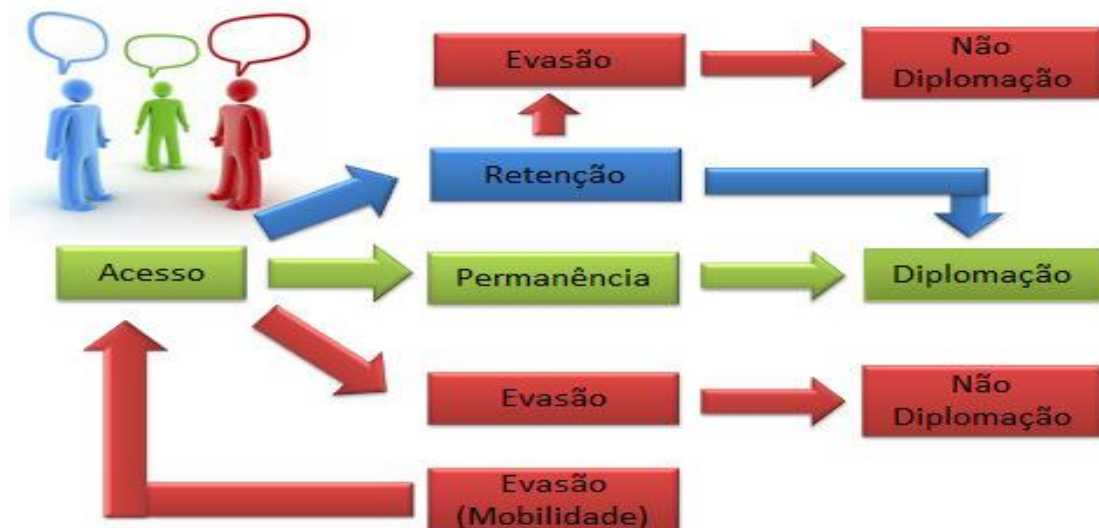 Evasão
Não
Diplomação
Retenção
Acesso
Permanência
Diplomação
Evasão
Não
Diplomação
Evasão
(Mobilidade)